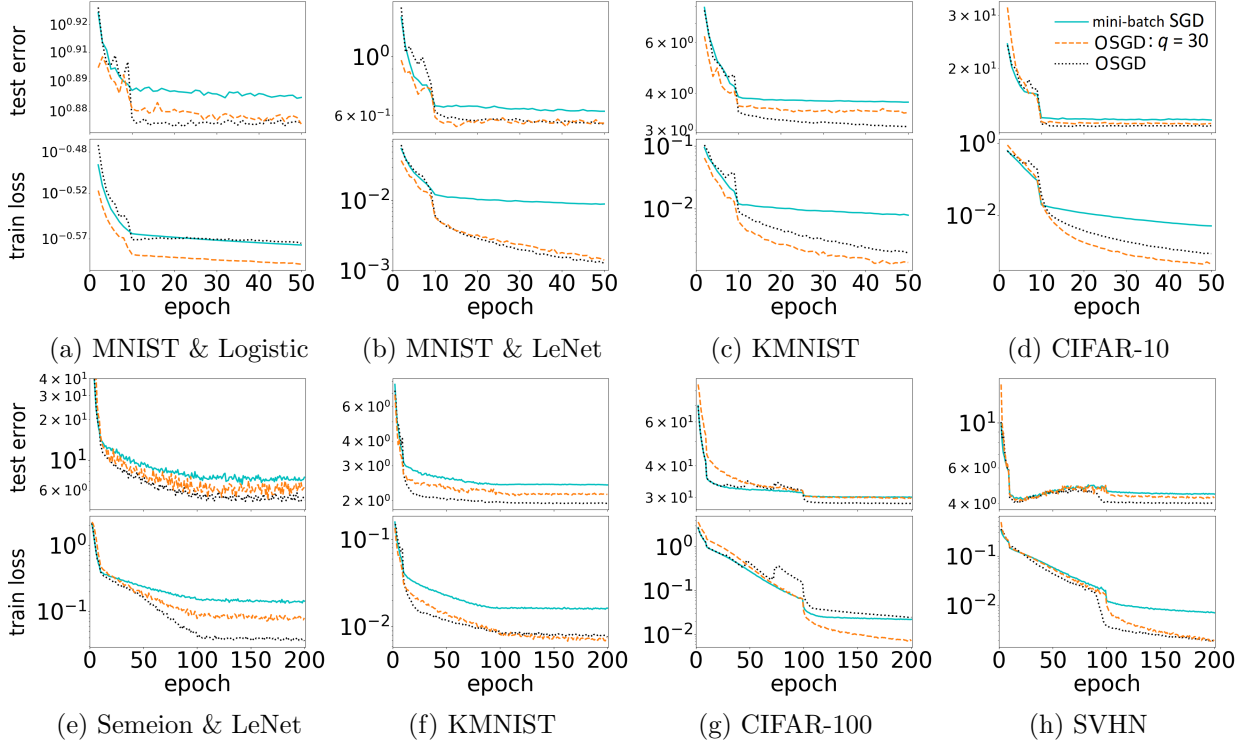 test error
10^0.92
10^0.91
10^0.89
10^0.88
10^0
6 × 10^-1
6 × 10^0
4 × 10^0
3 × 10^0
3 × 10^1
2 × 10^1
mini-batch SGD
OSGD: q = 30
OSGD
train loss
10^-0.48
10^-0.52
10^-0.57
10^-2
10^-3
10^-1
10^-2
10^0
10^-2
0 10 20 30 40 50
0 10 20 30 40 50
0 10 20 30 40 50
0 10 20 30 40 50
epoch epoch epoch epoch
(a) MNIST & Logistic (b) MNIST & LeNet (c) KMNIST (d) CIFAR-10
test error
4 × 10^1
3 × 10^1
2 × 10^1
10^1
6 × 10^0
6 × 10^0
4 × 10^0
3 × 10^0
2 × 10^0
6 × 10^1
4 × 10^1
3 × 10^1
10^1
6 × 10^0
4 × 10^0
train loss
10^0
10^-1
10^-1
10^-2
10^0
10^-1
10^-2
10^-1
10^-2
0 50 100 150 200
0 50 100 150 200
0 50 100 150 200
0 50 100 150 200
epoch epoch epoch epoch
(e) Semeion & LeNet (f) KMNIST (g) CIFAR-100 (h) SVHN